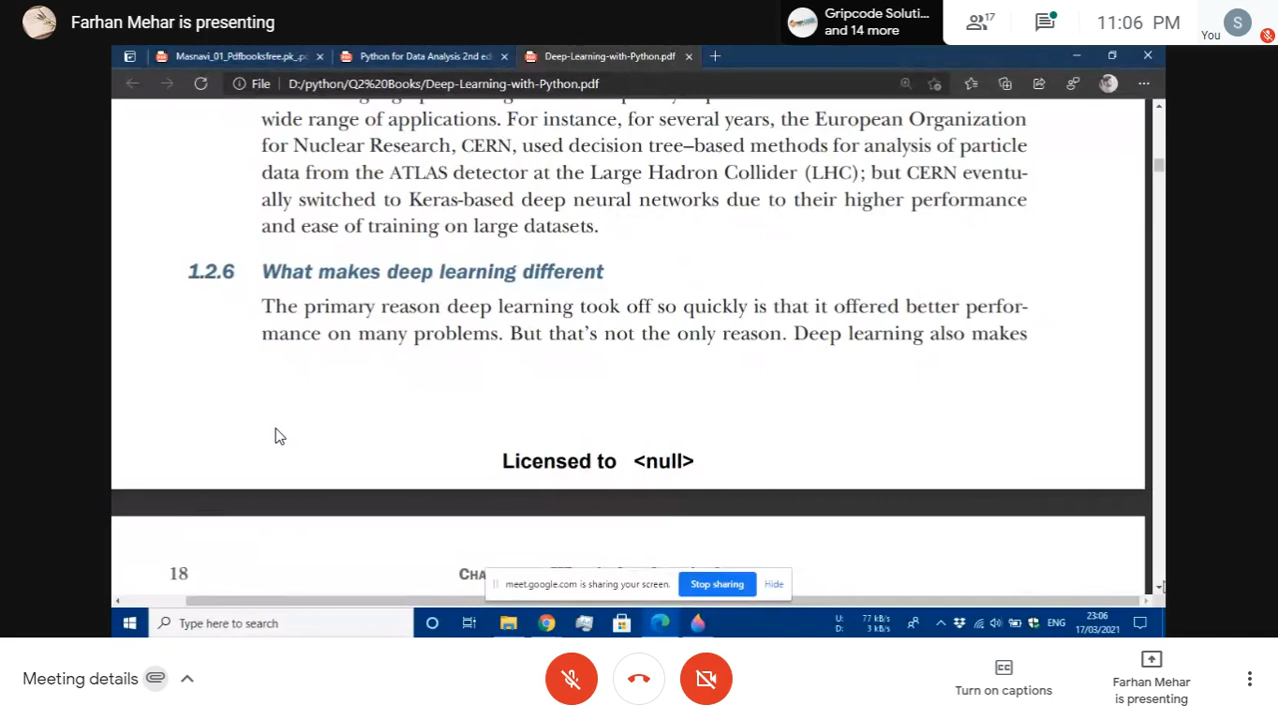 Farhan Mehar is presenting
Gripcode Soluti...
and 14 more
17
11:06 PM
You
S
Masnavi_01_Pdfbooksfree.pk_.p
Python for Data Analysis 2nd ed
Deep-Learning-with-Python.pdf
File
D:/python/Q2%20Books/Deep-Learning-with-Python.pdf
wide range of applications. For instance, for several years, the European Organization
for Nuclear Research, CERN, used decision tree–based methods for analysis of particle
data from the ATLAS detector at the Large Hadron Collider (LHC); but CERN eventu-
ally switched to Keras-based deep neural networks due to their higher performance
and ease of training on large datasets.
1.2.6 What makes deep learning different
The primary reason deep learning took off so quickly is that it offered better perfor-
mance on many problems. But that's not the only reason. Deep learning also makes
Licensed to <null>
18
CHA
meet.google.com is sharing your screen.
Stop sharing
Hide
Type here to search
U: 77 kB/s
D: 3 kB/s
ENG
23:06
17/03/2021
Meeting details
Turn on captions
Farhan Mehar
is presenting